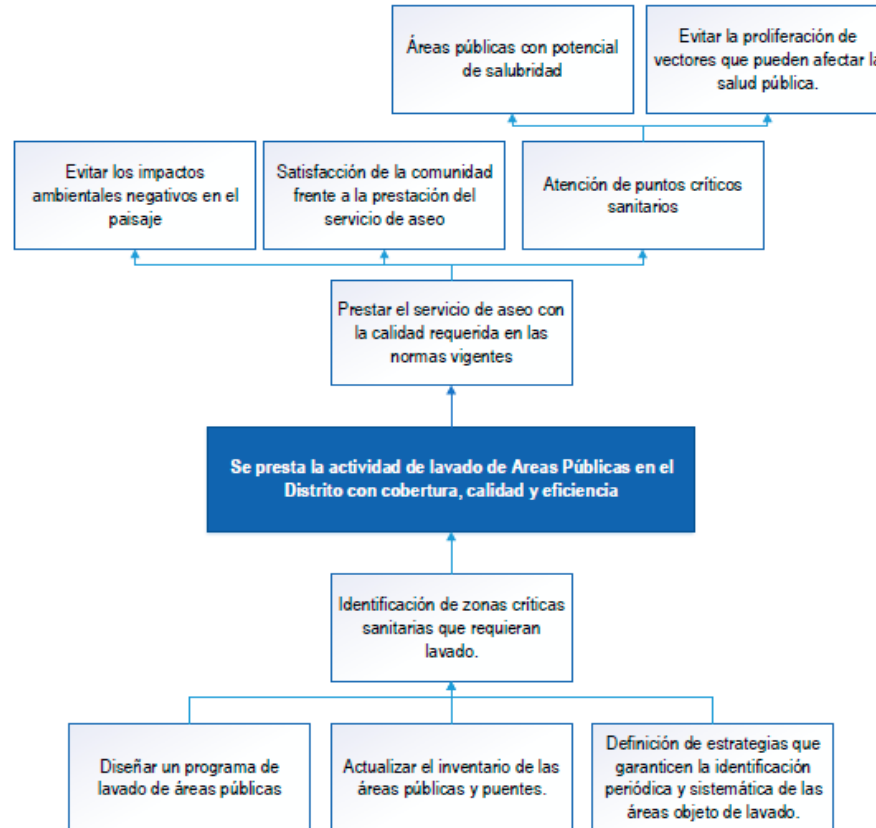 Áreas públicas con potencial
de salubridad
Evitar la proliferación de
vectores que pueden afectar la
salud pública.
Evitar los impactos
ambientales negativos en el
paisaje
Satisfacción de la comunidad
frente a la prestación del
servicio de aseo
Atención de puntos críticos
sanitarios
Prestar el servicio de aseo con
la calidad requerida en las
normas vigentes
Se presta la actividad de lavado de Areas Públicas en el
Distrito con cobertura, calidad y eficiencia
Identificación de zonas críticas
sanitarias que requieran
lavado.
Diseñar un programa de
lavado de áreas públicas
Actualizar el inventario de las
áreas públicas y puentes.
Definición de estrategias que
garanticen la identificación
periódica y sistemática de las
áreas objeto de lavado.